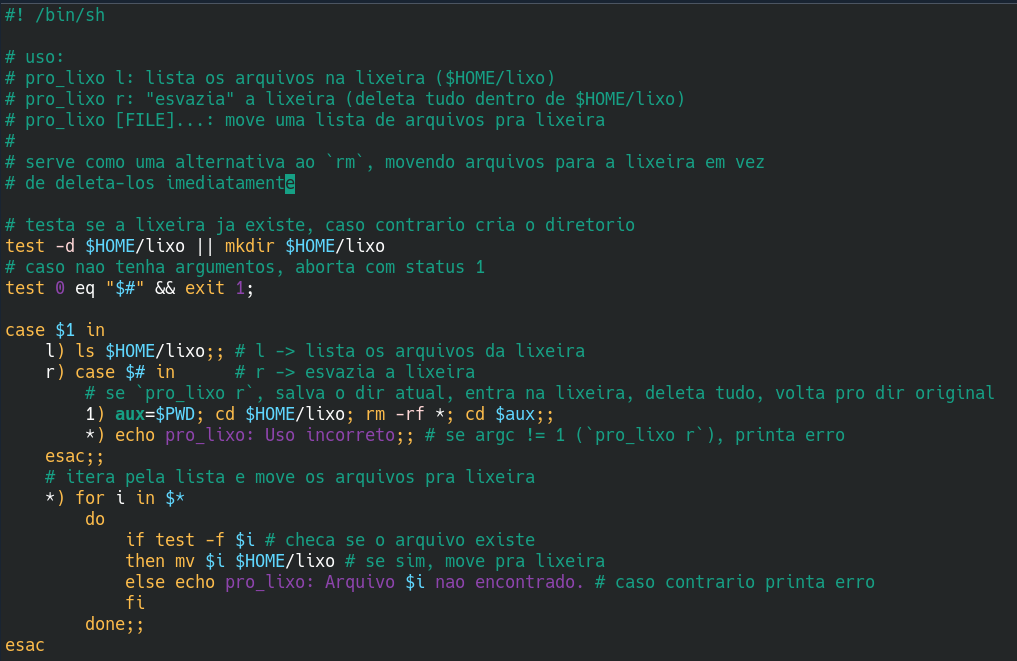 #! /bin/sh

# uso:
# pro_lixo l: lista os arquivos na lixeira ($HOME/lixo)
# pro_lixo r: "esvazia" a lixeira (deleta tudo dentro de $HOME/lixo)
# pro_lixo [FILE]...: move uma lista de arquivos pra lixeira
#
# serve como uma alternativa ao `rm`, movendo arquivos para a lixeira em vez
# de deleta-los imediatamente

# testa se a lixeira ja existe, caso contrario cria o diretorio
test -d $HOME/lixo || mkdir $HOME/lixo
# caso nao tenha argumentos, aborta com status 1
test 0 eq "$#" && exit 1;

case $1 in
    l) ls $HOME/lixo;; # l -> lista os arquivos da lixeira
    r) case $# in      # r -> esvazia a lixeira
        # se `pro_lixo r`, salva o dir atual, entra na lixeira, deleta tudo, volta pro dir original
        1) aux=$PWD; cd $HOME/lixo; rm -rf *; cd $aux;;
        *) echo pro_lixo: Uso incorreto;; # se argc != 1 (`pro_lixo r`), printa erro
    esac;;
    # itera pela lista e move os arquivos pra lixeira
    *) for i in $*
        do
            if test -f $i # checa se o arquivo existe
            then mv $i $HOME/lixo # se sim, move pra lixeira
            else echo pro_lixo: Arquivo $i nao encontrado. # caso contrario printa erro
            fi
        done;;
esac